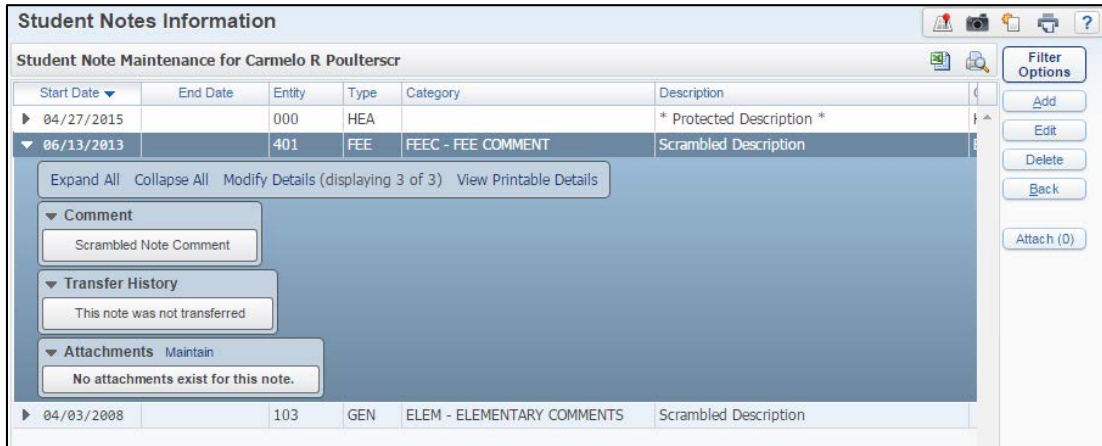 Student Notes Information
?
Student Note Maintenance for Carmelo R Poulterscr
Filter Options
Start Date End Date Entity Type Category Description
Add
04/27/2015 000 HEA * Protected Description *
Edit
06/13/2013 401 FEE FEEC - FEE COMMENT Scrambled Description
Delete
Expand All Collapse All Modify Details (displaying 3 of 3) View Printable Details
Back
Comment
Scrambled Note Comment
Attach (0)
Transfer History
This note was not transferred
Attachments Maintain
No attachments exist for this note.
04/03/2008 103 GEN ELEM - ELEMENTARY COMMENTS Scrambled Description